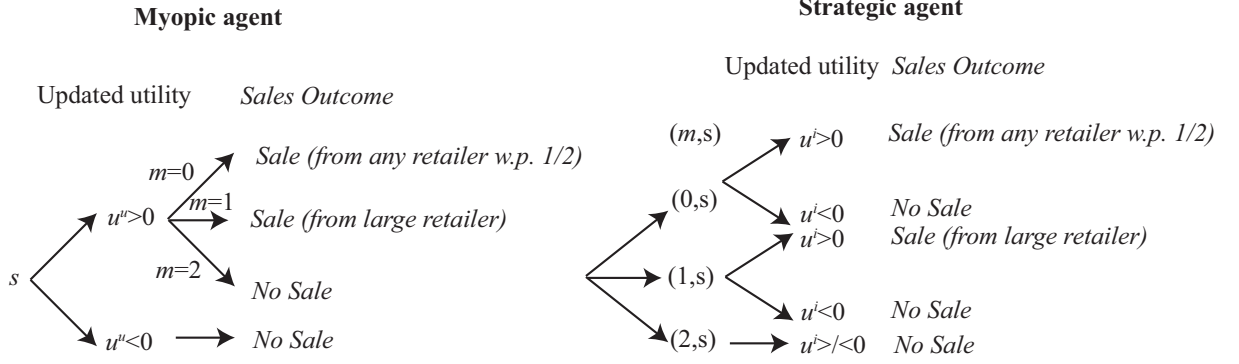 Myopic agent
Updated utility Sales Outcome
m=0
Sale (from any retailer w.p. 1/2)
m=1
u^u>0
Sale (from large retailer)
m=2
s
No Sale
u^u<0
No Sale
Strategic agent
Updated utility Sales Outcome
(m,s)
u^i>0
Sale (from any retailer w.p. 1/2)
(0,s)
u^i<0
No Sale
u^i>0
Sale (from large retailer)
(1,s)
u^i<0
No Sale
(2,s)
u^i>/<0
No Sale